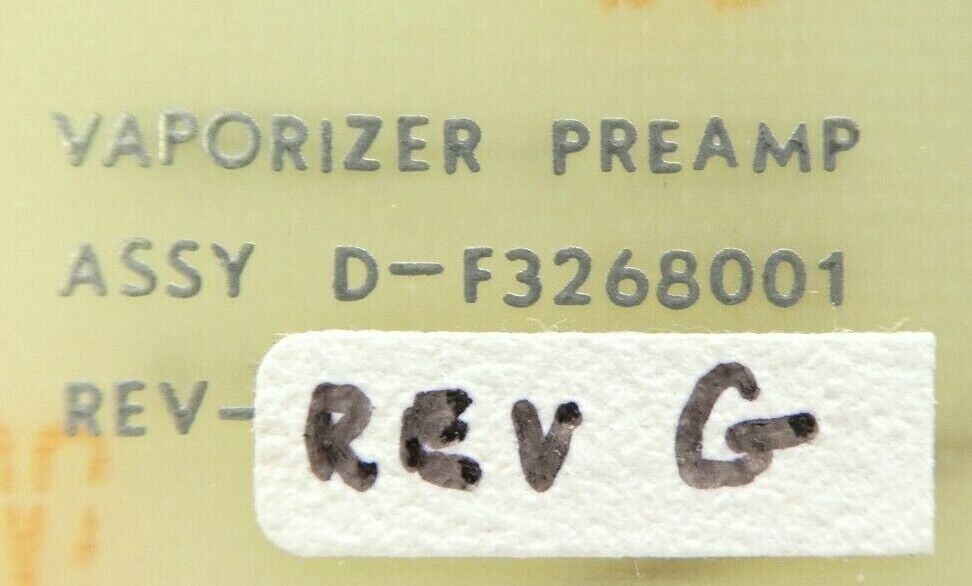 VAPORIZER PREAMP
ASSY D-F3268001
REV- REV G